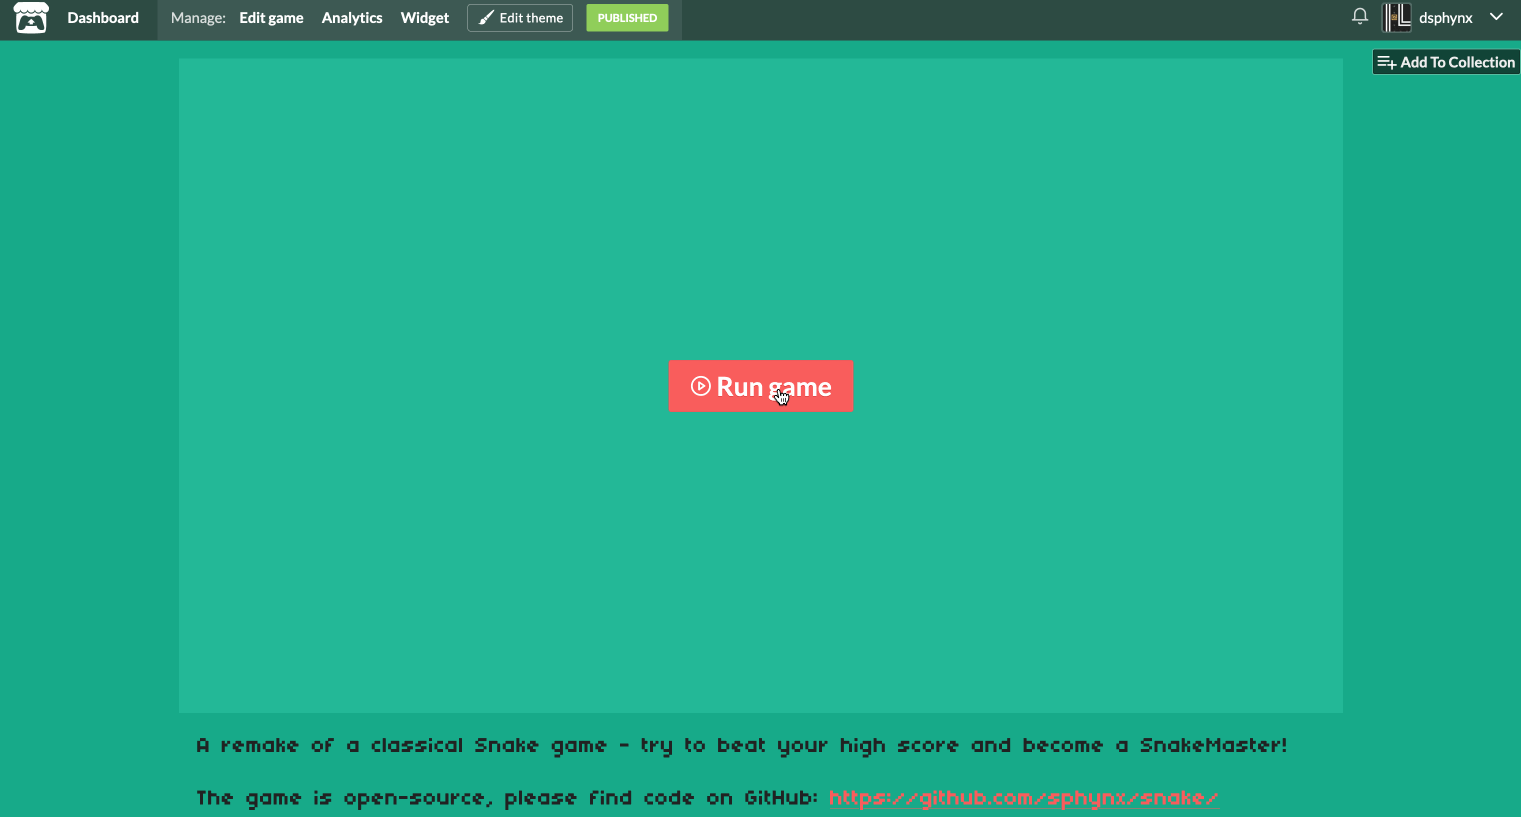 Dashboard Manage: Edit game Analytics Widget Edit theme PUBLISHED dsphynx
Add To Collection
Run game
A remake of a classical Snake game - try to beat your high score and become a SnakeMaster!
The game is open-source, please find code on GitHub: https://github.com/sphynx/snake/